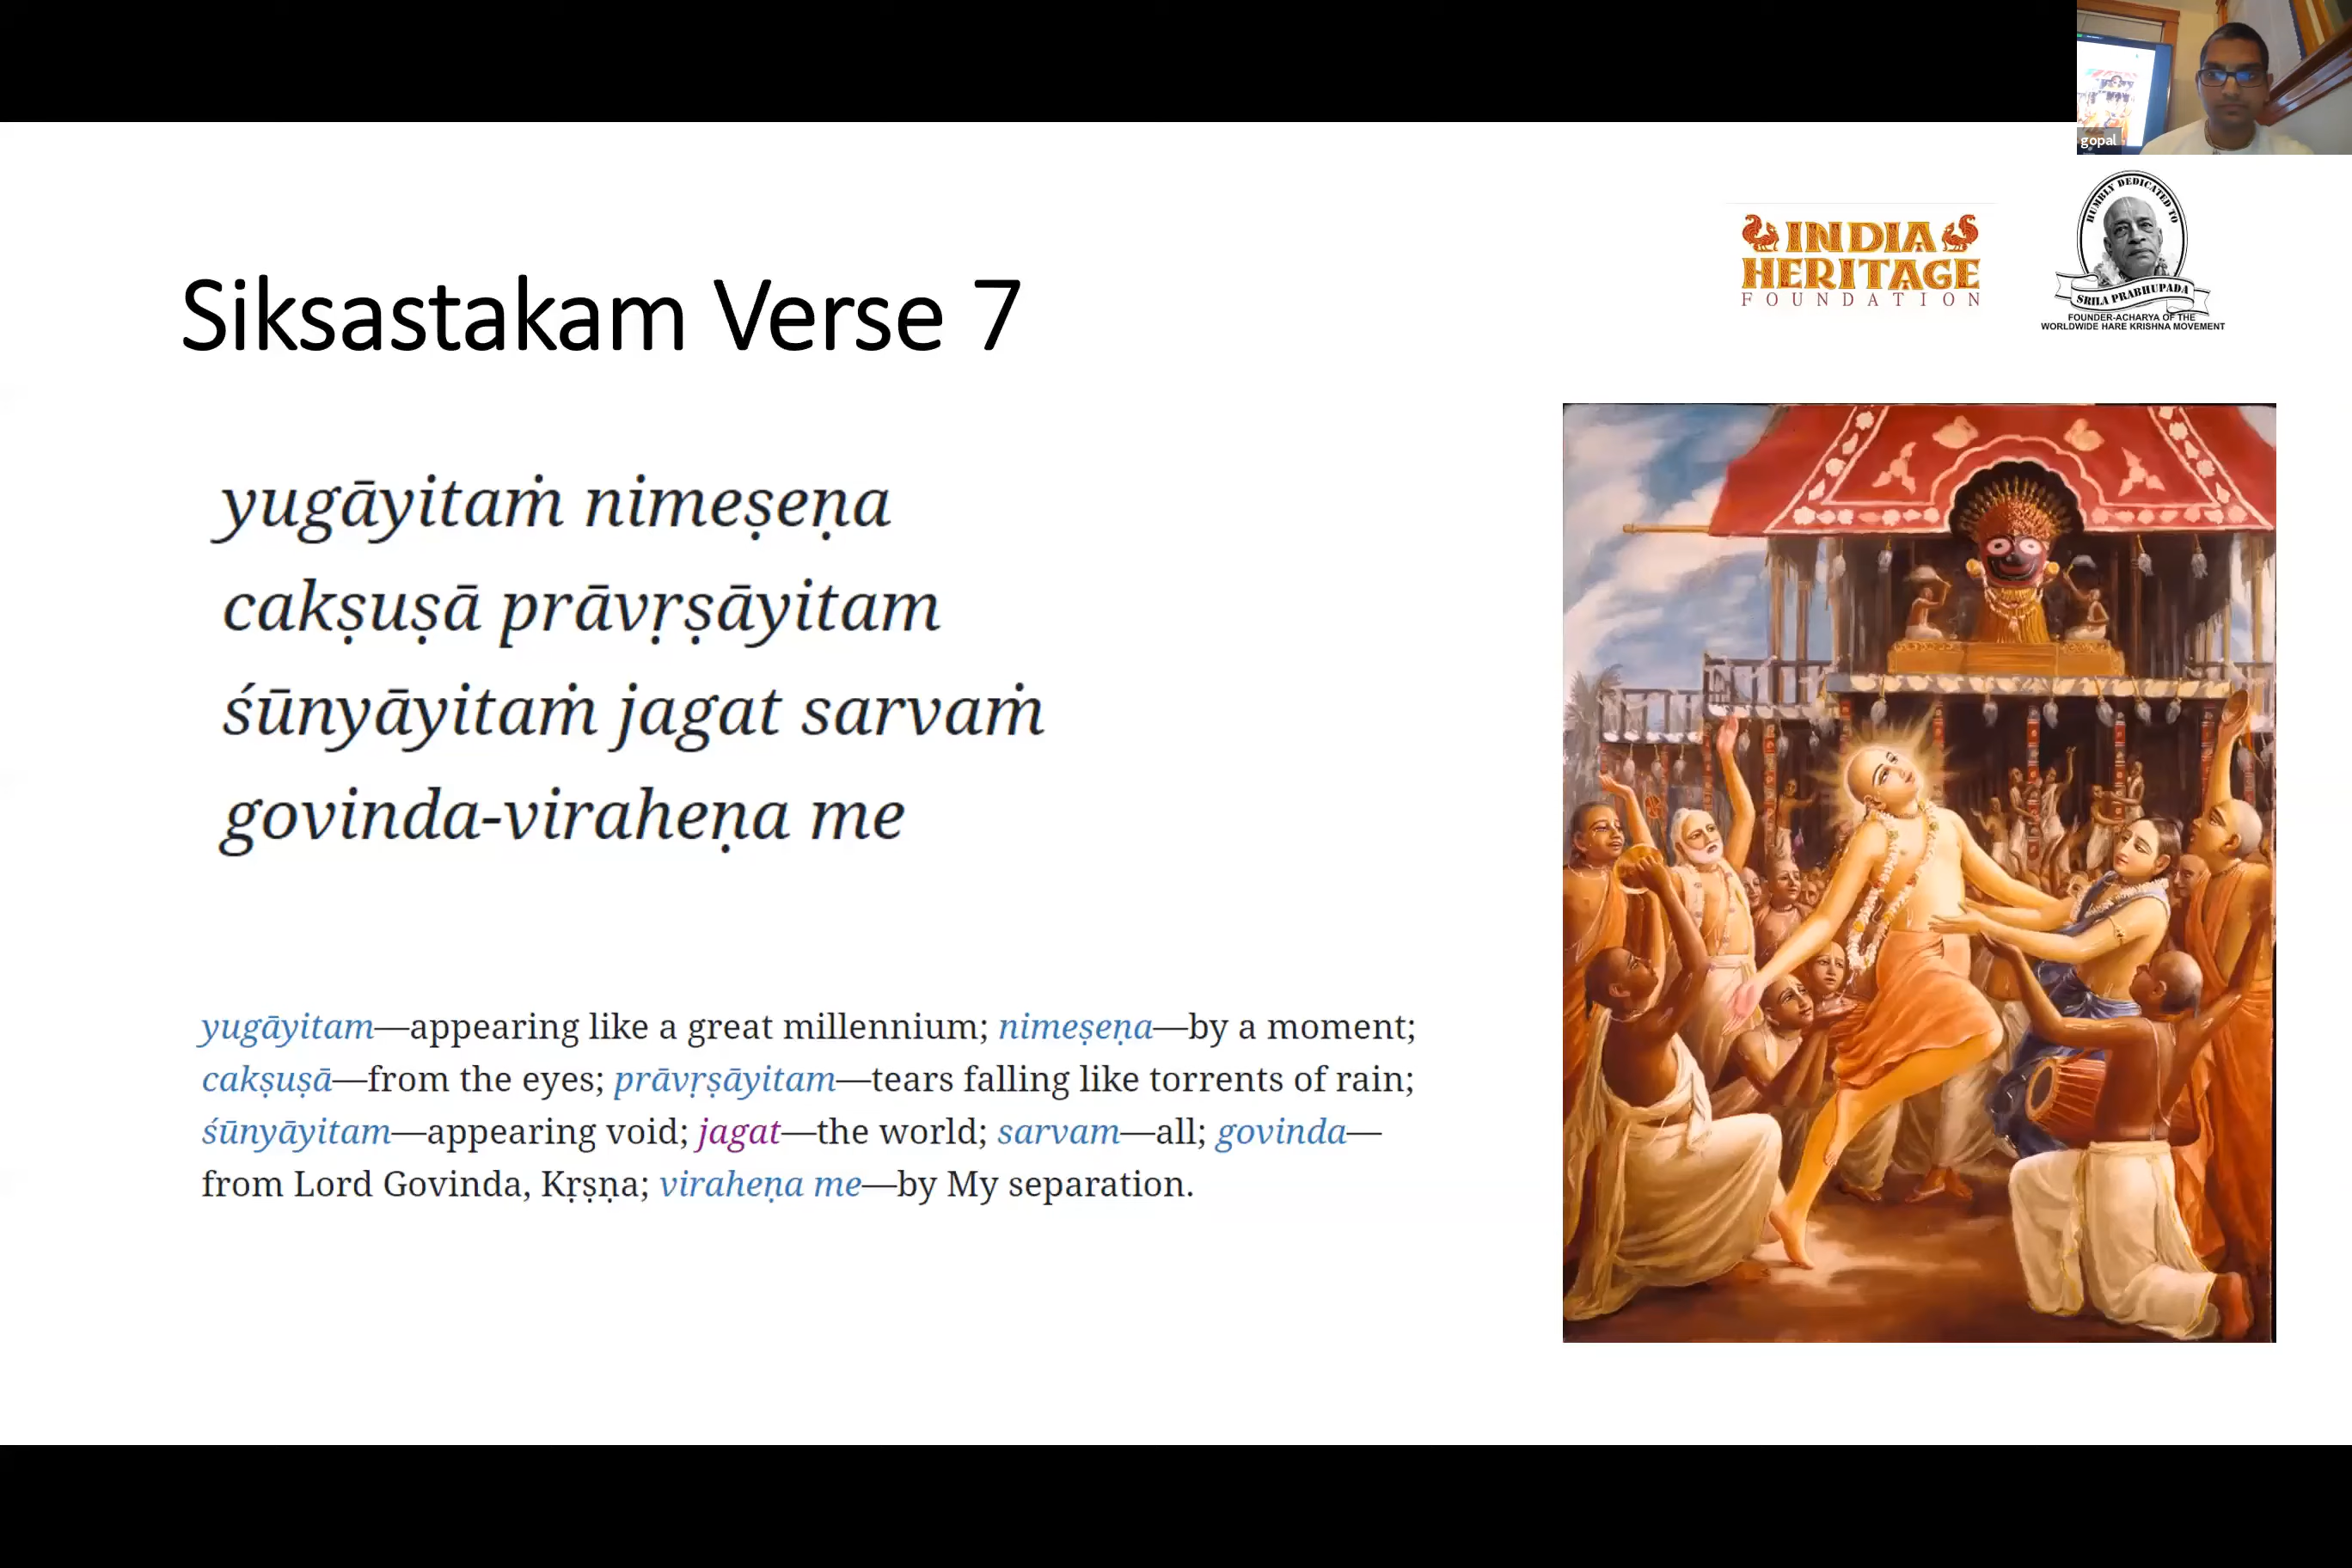 gopal
HUMBLY DEDICATED TO
INDIA
HERITAGE
FOUNDATION
SRILA PRABHUPADA
FOUNDER-ACHARYA OF THE
WORLDWIDE HARE KRISHNA MOVEMENT
Siksastakam Verse 7
yugāyitaṁ nimeṣeṇa
cakṣuṣā prāvṛṣāyitam
śūnyāyitaṁ jagat sarvaṁ
govinda-viraheṇa me
yugāyitam—appearing like a great millennium; nimeṣeṇa—by a moment;
cakṣuṣā—from the eyes; prāvṛṣāyitam—tears falling like torrents of rain;
śūnyāyitam—appearing void; jagat—the world; sarvam—all; govinda—
from Lord Govinda, Kṛṣṇa; viraheṇa me—by My separation.